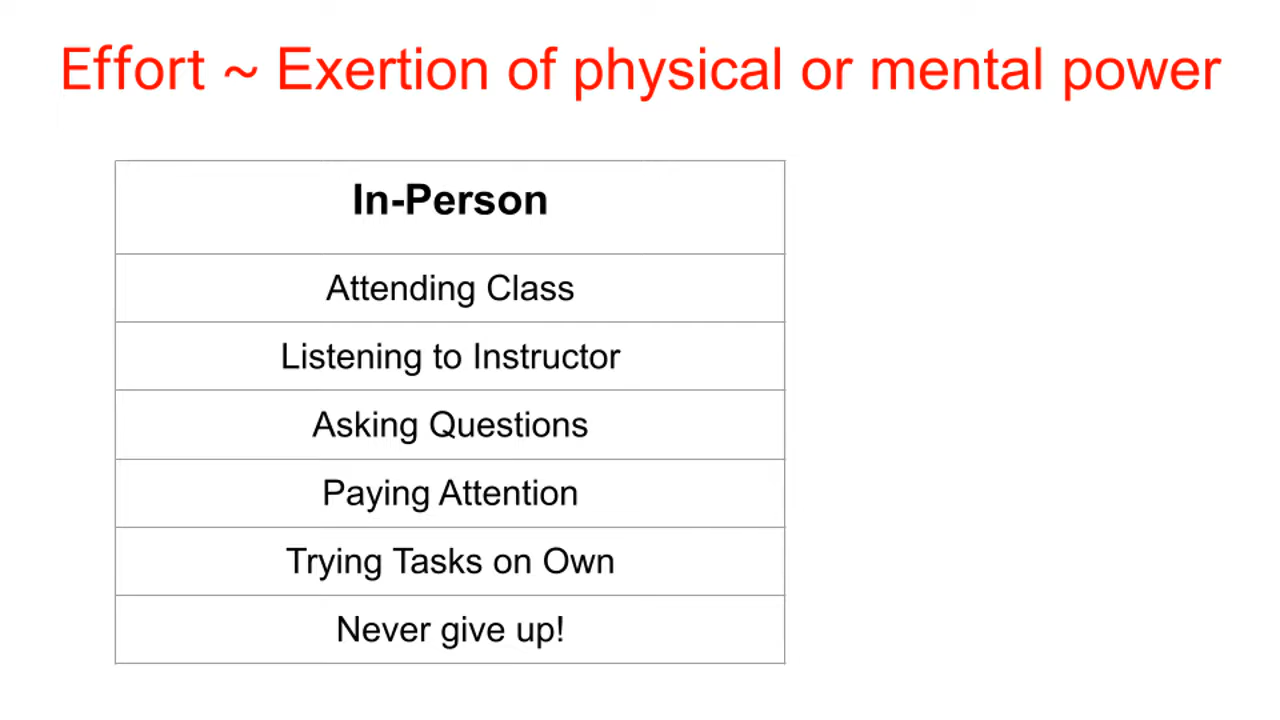 Effort ~ Exertion of physical or mental power
In-Person
Attending Class
Listening to Instructor
Asking Questions
Paying Attention
Trying Tasks on Own
Never give up!